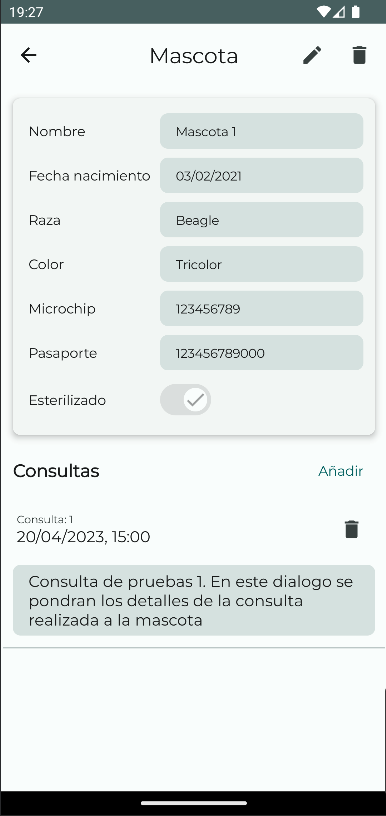 19:27
Mascota
Nombre Mascota 1
Fecha nacimiento 03/02/2021
Raza Beagle
Color Tricolor
Microchip 123456789
Pasaporte 123456789000
Esterilizado
Consultas Añadir
Consulta: 1
20/04/2023, 15:00
Consulta de pruebas 1. En este dialogo se
pondran los detalles de la consulta
realizada a la mascota